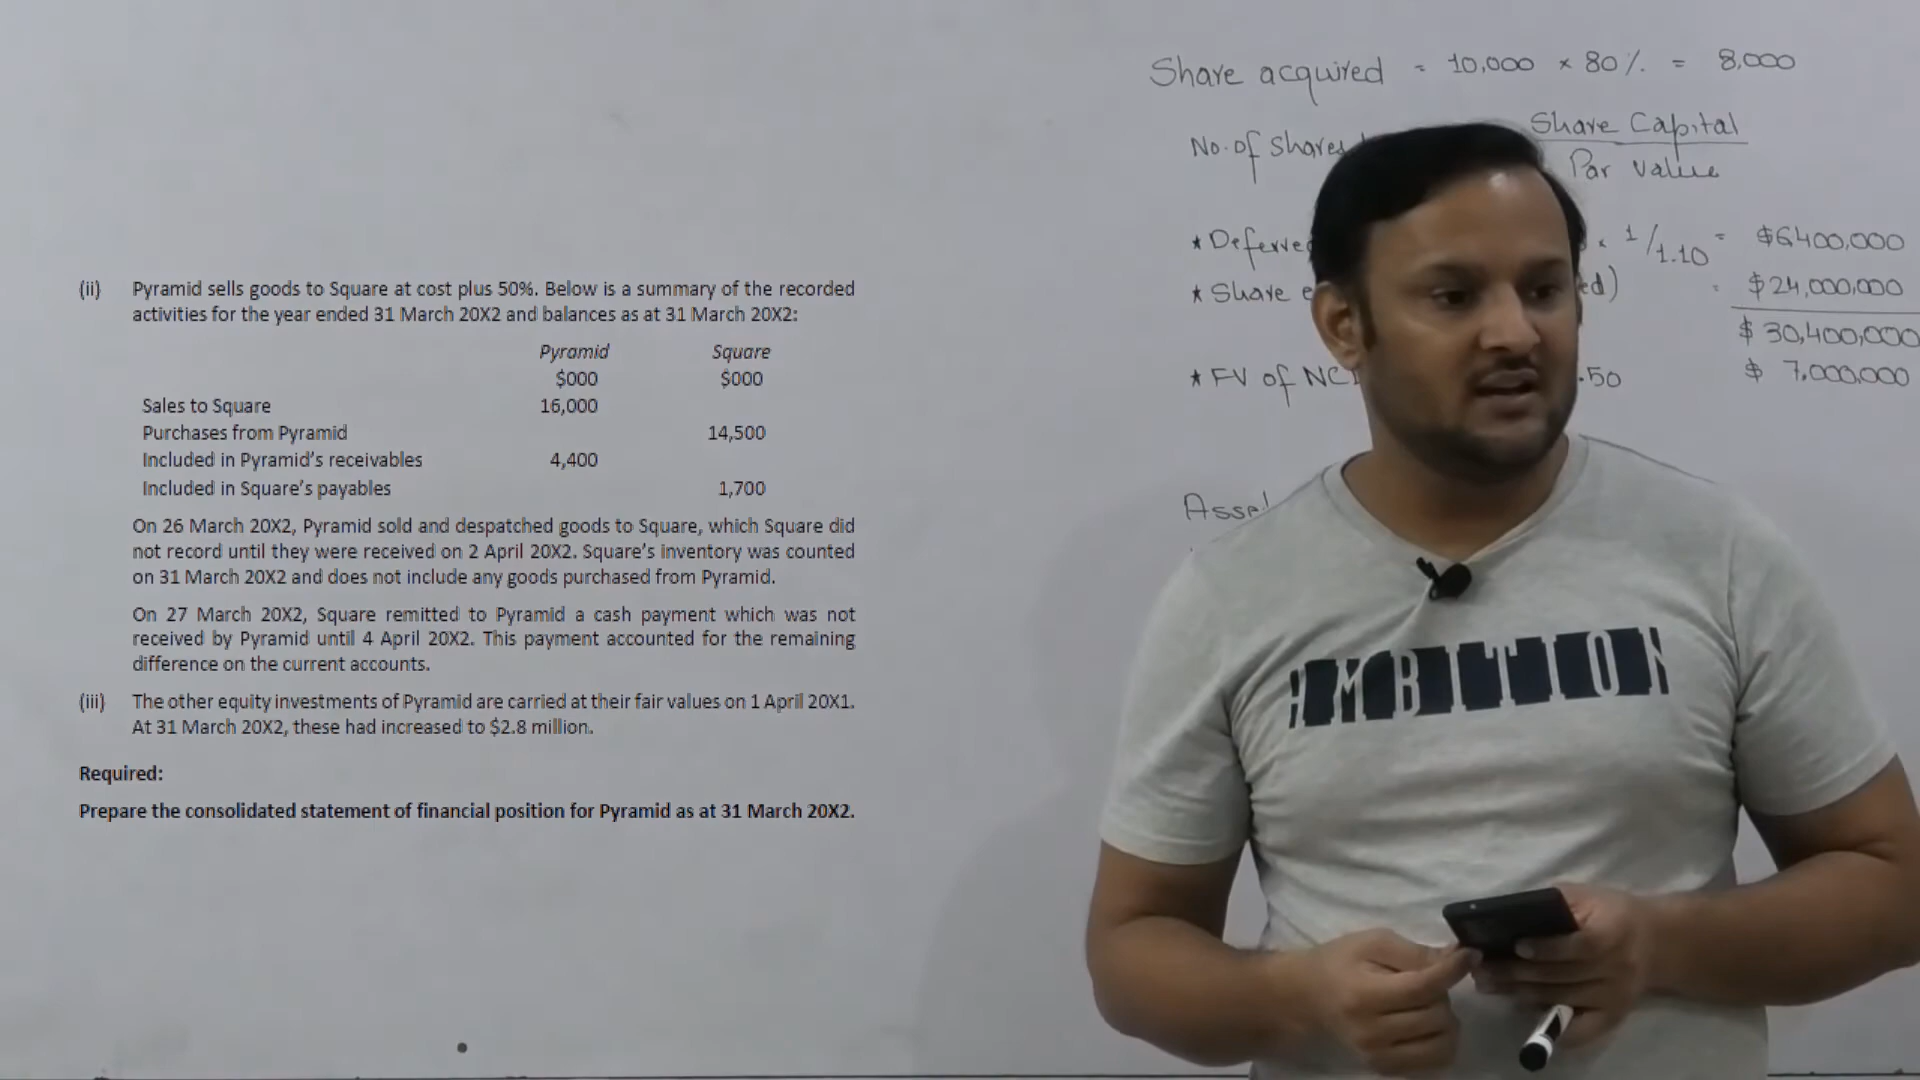 (ii) Pyramid sells goods to Square at cost plus 50%. Below is a summary of the recorded
activities for the year ended 31 March 20X2 and balances as at 31 March 20X2:
Pyramid Square
$000 $000
Sales to Square 16,000
Purchases from Pyramid 14,500
Included in Pyramid's receivables 4,400
Included in Square's payables 1,700
On 26 March 20X2, Pyramid sold and despatched goods to Square, which Square did
not record until they were received on 2 April 20X2. Square's inventory was counted
on 31 March 20X2 and does not include any goods purchased from Pyramid.
On 27 March 20X2, Square remitted to Pyramid a cash payment which was not
received by Pyramid until 4 April 20X2. This payment accounted for the remaining
difference on the current accounts.
(iii) The other equity investments of Pyramid are carried at their fair values on 1 April 20X1.
At 31 March 20X2, these had increased to $2.8 million.
Required:
Prepare the consolidated statement of financial position for Pyramid as at 31 March 20X2.
Share acquired = 10,000 × 80% = 8,000
No. of Shares Share Capital
Par value
* Deferred × 1/1.10 = $6400,000
* Share ed) = $24,000,000
$ 30,400,000
* FV of NCI .50 $ 7,000,000
Asse
AMBITION